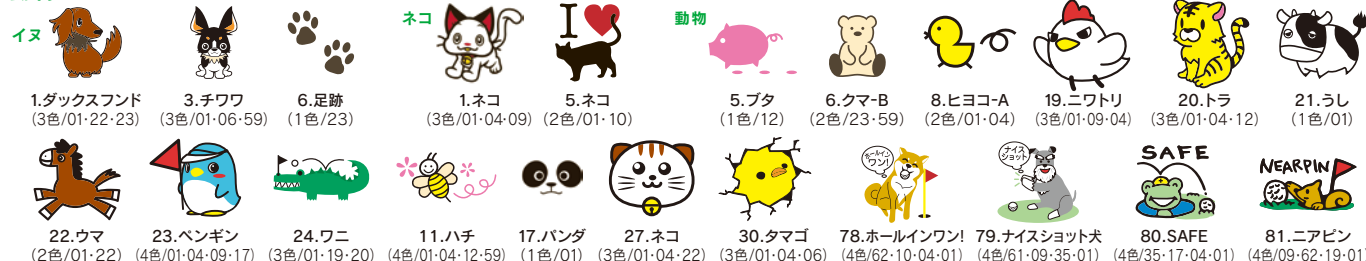 イヌ
ネコ
動物
I
1.ダックスフンド
(3色/01・22・23)
3.チワワ
(3色/01・06・59)
6.足跡
(1色/23)
1.ネコ
(3色/01・04・09)
5.ネコ
(2色/01・10)
5.ブタ
(1色/12)
6.クマ-B
(2色/23・59)
8.ヒヨコ-A
(2色/01・04)
19.ニワトリ
(3色/01・09・04)
20.トラ
(3色/01・04・12)
21.うし
(1色/01)
ホールイン
ワン!
ナイス
ショット
SAFE
NEARPIN
22.ウマ
(2色/01・22)
23.ペンギン
(4色/01・04・09・17)
24.ワニ
(3色/01・19・20)
11.ハチ
(4色/01・04・12・59)
17.パンダ
(1色/01)
27.ネコ
(3色/01・04・22)
30.タマゴ
(3色/01・04・06)
78.ホールインワン!
(4色/62・10・04・01)
79.ナイスショット犬
(4色/61・09・35・01)
80.SAFE
(4色/35・17・04・01)
81.ニアピン
(4色/09・62・19・01)